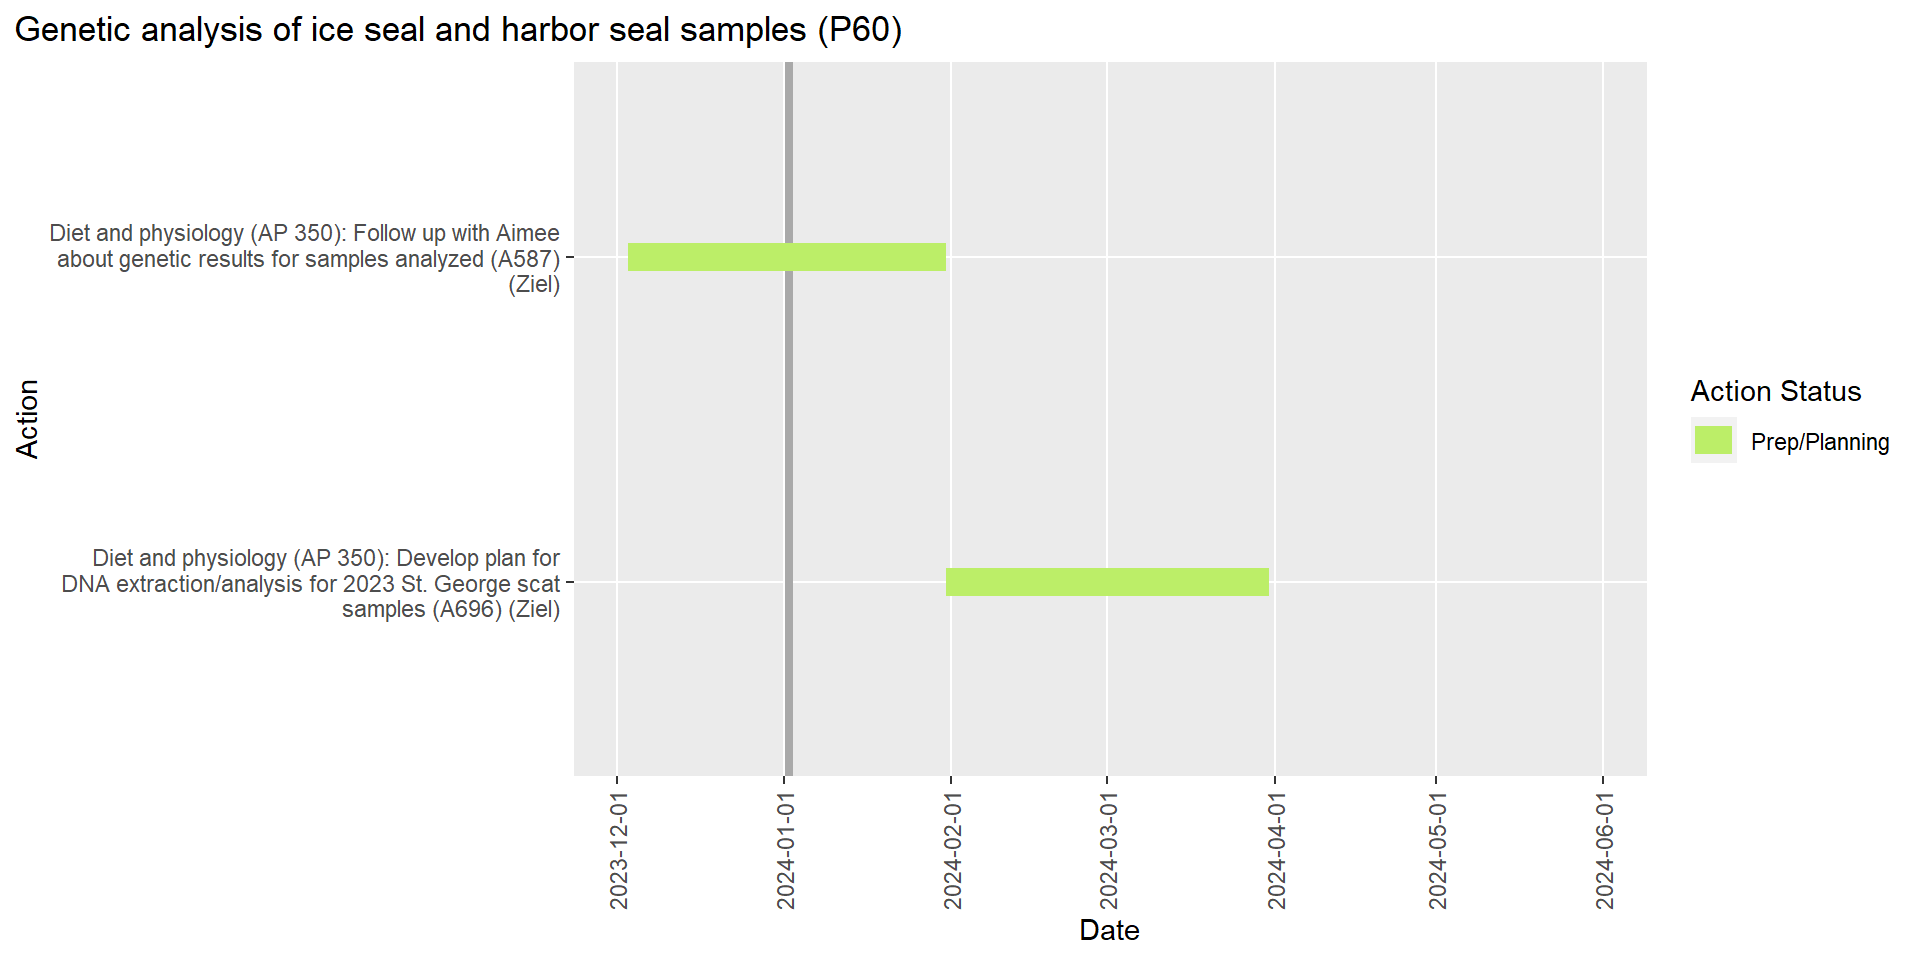 Genetic analysis of ice seal and harbor seal samples (P60)
Action
Diet and physiology (AP 350): Follow up with Aimee
about genetic results for samples analyzed (A587)
(Ziel)
Diet and physiology (AP 350): Develop plan for
DNA extraction/analysis for 2023 St. George scat
samples (A696) (Ziel)
2023-12-01
2024-01-01
2024-02-01
2024-03-01
2024-04-01
2024-05-01
2024-06-01
Date
Action Status
Prep/Planning